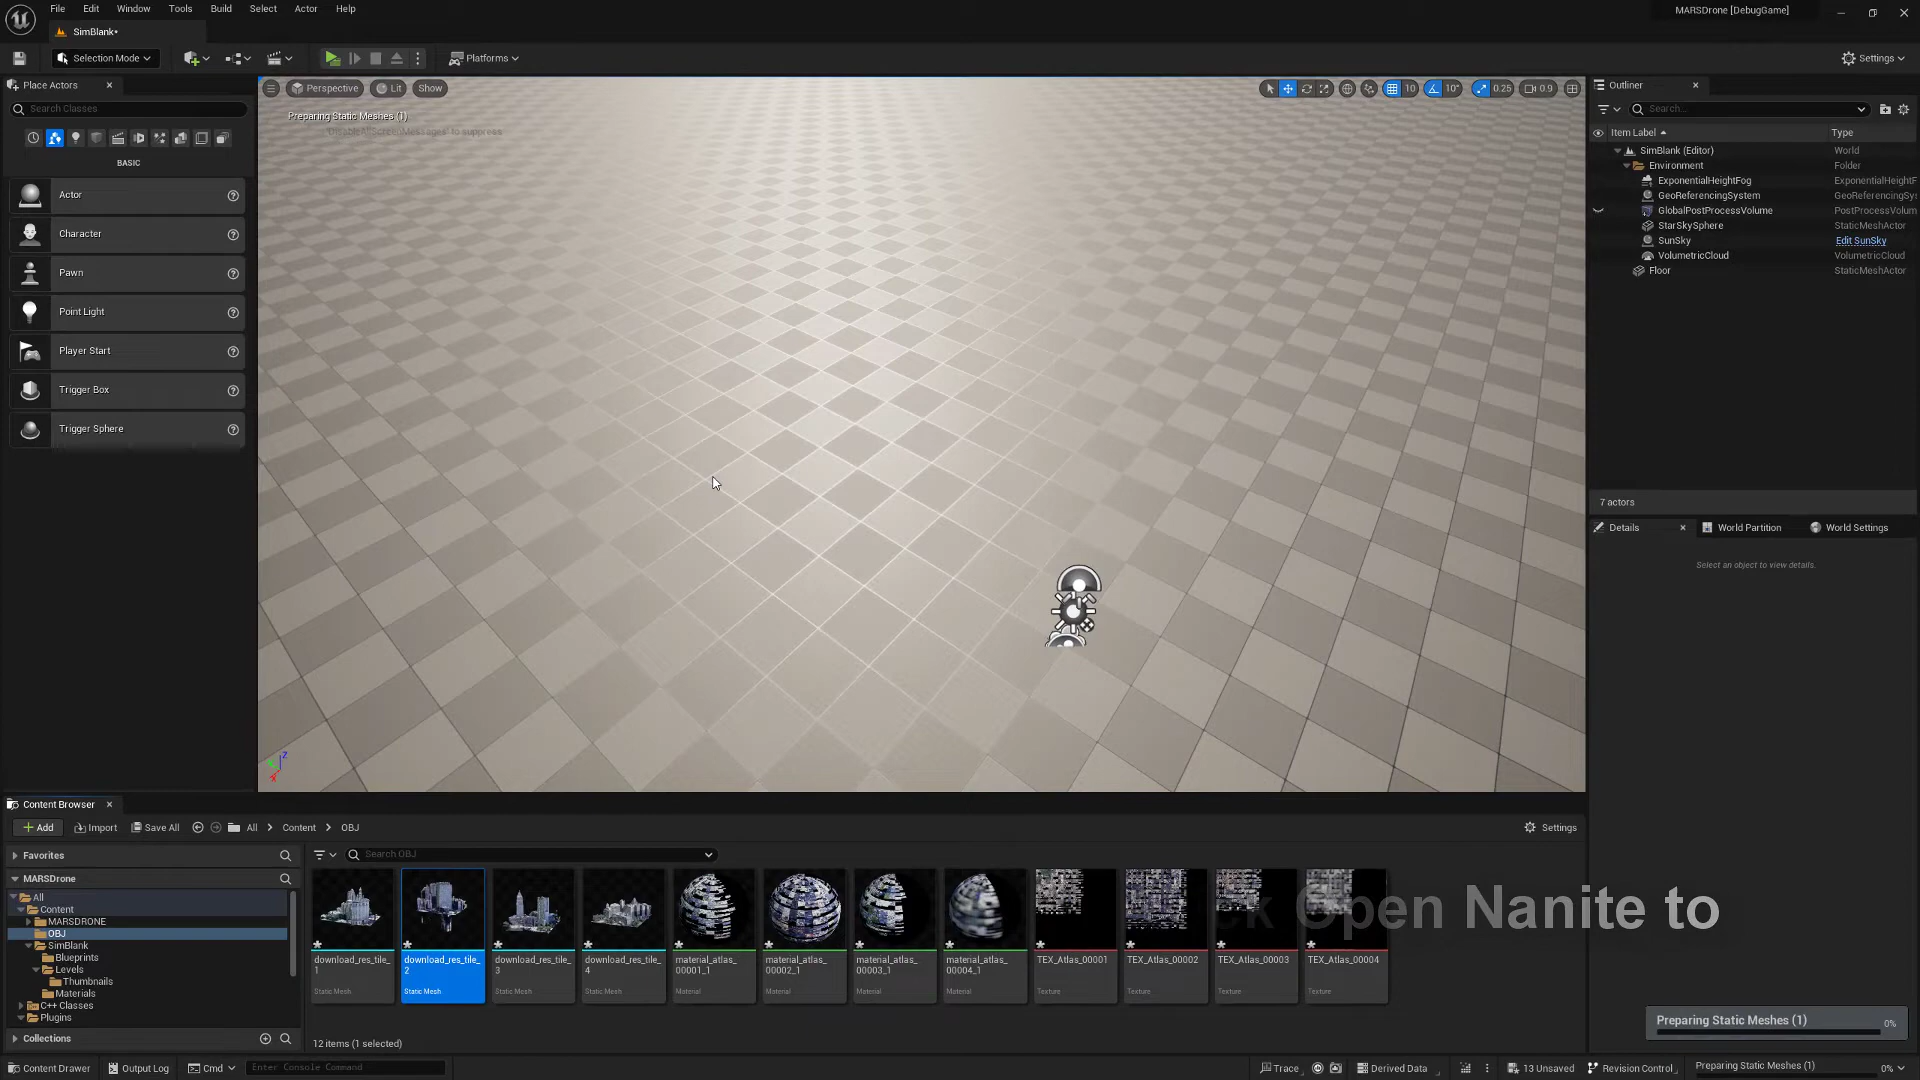 File Edit Window Tools Build Select Actor Help
MARSDrone [DebugGame]
SimBlank•
Selection Mode
Platforms
Settings
Place Actors
Search Classes
BASIC
Actor
Character
Pawn
Point Light
Player Start
Trigger Box
Trigger Sphere
Perspective Lit Show
10 10° 0.25 0.9
Preparing Static Meshes (1)
'DisableAllScreenMessages' to suppress
Outliner
Search...
Item Label Type
SimBlank (Editor) World
Environment Folder
ExponentialHeightFog ExponentialHeightF
GeoReferencingSystem GeoReferencingSys
GlobalPostProcessVolume PostProcessVolum
StarSkySphere StaticMeshActor
SunSky Edit SunSky
VolumetricCloud VolumetricCloud
Floor StaticMeshActor
7 actors
Details World Partition World Settings
Select an object to view details.
Content Browser
Add Import Save All All Content OBJ
Settings
Favorites
MARSDrone
All
Content
MARSDRONE
OBJ
SimBlank
Blueprints
Levels
Thumbnails
Materials
C++ Classes
Plugins
Collections
Search OBJ
download_res_tile_
1
Static Mesh
download_res_tile_
2
Static Mesh
download_res_tile_
3
Static Mesh
download_res_tile_
4
Static Mesh
material_atlas_
00001_1
Material
material_atlas_
00002_1
Material
material_atlas_
00003_1
Material
material_atlas_
00004_1
Material
TEX_Atlas_00001
Texture
TEX_Atlas_00002
Texture
TEX_Atlas_00003
Texture
TEX_Atlas_00004
Texture
Open Nanite to
12 items (1 selected)
Preparing Static Meshes (1) 0%
Content Drawer Output Log Cmd Enter Console Command
Trace Derived Data 13 Unsaved Revision Control Preparing Static Meshes (1) 0%